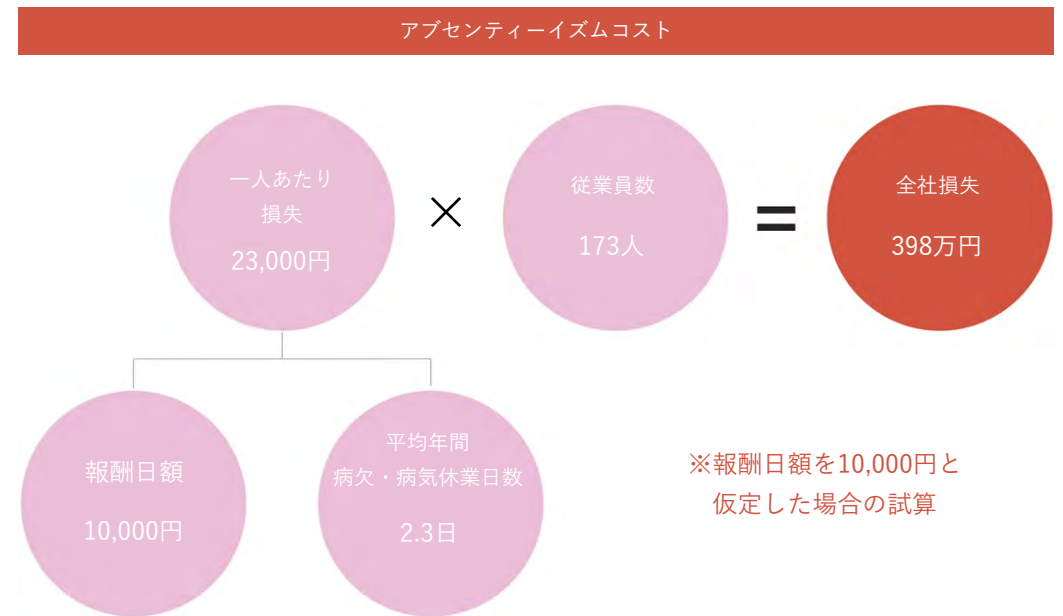 アブセンティーイズムコスト
一人あたり
損失
23,000円
×
従業員数
173人
=
全社損失
398万円
報酬日額
10,000円
平均年間
病欠・病気休業日数
2.3日
※報酬日額を10,000円と
仮定した場合の試算